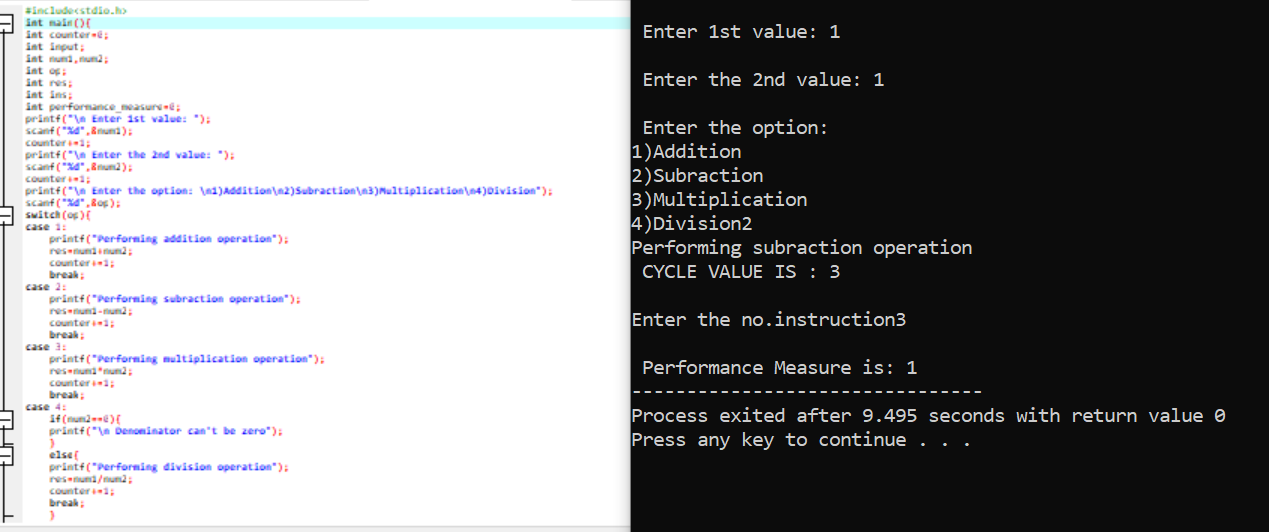 #include<stdio.h>
int main(){
int counter=0;
int input;
int num1,num2;
int op;
int res;
int ins;
int performance_measure=0;
printf("\n Enter 1st value: ");
scanf("%d",&num1);
counter+=1;
printf("\n Enter the 2nd value: ");
scanf("%d",&num2);
counter+=1;
printf("\n Enter the option: \n1)Addition\n2)Subraction\n3)Multiplication\n4)Division");
scanf("%d",&op);
switch(op){
case 1:
printf("Performing addition operation");
res=num1+num2;
counter+=1;
break;
case 2:
printf("Performing subraction operation");
res=num1-num2;
counter+=1;
break;
case 3:
printf("Performing multiplication operation");
res=num1*num2;
counter+=1;
break;
case 4:
if(num2==0){
printf("\n Denominator can't be zero");
}
else{
printf("Performing division operation");
res=num1/num2;
counter+=1;
break;
}
Enter 1st value: 1
Enter the 2nd value: 1
Enter the option:
1)Addition
2)Subraction
3)Multiplication
4)Division2
Performing subraction operation
CYCLE VALUE IS : 3
Enter the no.instruction3
Performance Measure is: 1
--------------------------------
Process exited after 9.495 seconds with return value 0
Press any key to continue . . .